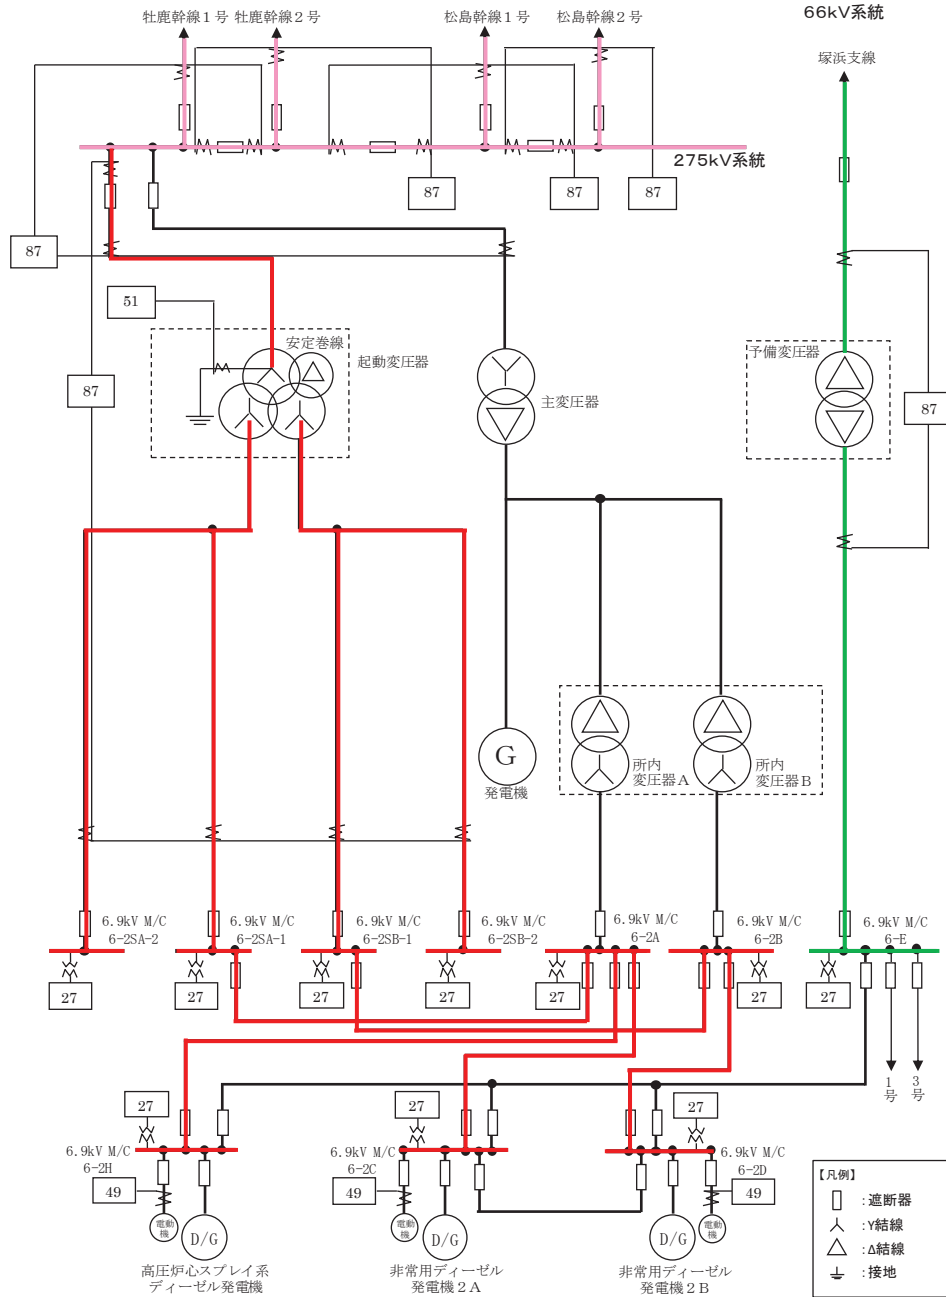 牡鹿幹線1号
牡鹿幹線2号
松島幹線1号
松島幹線2号
66kV系統
塚浜支線
275kV系統
87
87
87
87
51
安定巻線
起動変圧器
87
主変圧器
予備変圧器
87
G
発電機
所内
変圧器A
所内
変圧器B
6.9kV M/C
6-2SA-2
6.9kV M/C
6-2SA-1
6.9kV M/C
6-2SB-1
6.9kV M/C
6-2SB-2
6.9kV M/C
6-2A
6.9kV M/C
6-2B
6.9kV M/C
6-E
27
27
27
27
27
27
27
1号
3号
27
27
27
6.9kV M/C
6-2H
6.9kV M/C
6-2C
6.9kV M/C
6-2D
49
49
49
電動機
D/G
電動機
D/G
D/G
電動機
高圧炉心スプレイ系
ディーゼル発電機
非常用ディーゼル
発電機2A
非常用ディーゼル
発電機2B
【凡例】
:遮断器
:Y結線
:Δ結線
:接地